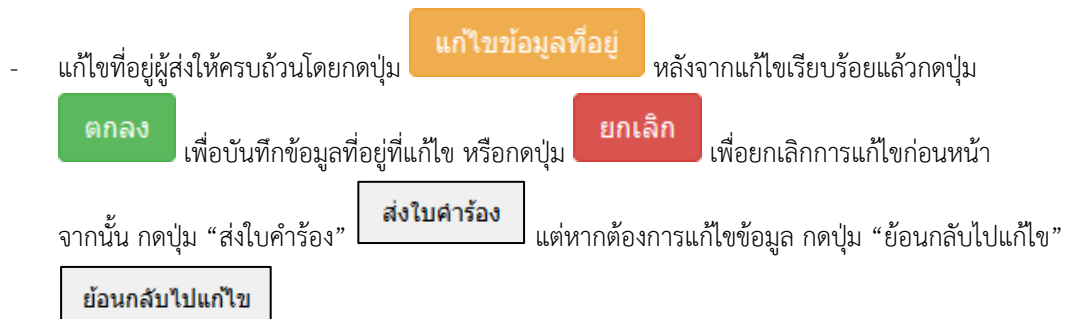 - แก้ไขที่อยู่ผู้ส่งให้ครบถ้วนโดยกดปุ่ม แก้ไขข้อมูลที่อยู่ หลังจากแก้ไขเรียบร้อยแล้วกดปุ่ม
ตกลง เพื่อบันทึกข้อมูลที่อยู่ที่แก้ไข หรือกดปุ่ม ยกเลิก เพื่อยกเลิกการแก้ไขก่อนหน้า
จากนั้น กดปุ่ม “ส่งใบคำร้อง” ส่งใบคำร้อง แต่หากต้องการแก้ไขข้อมูล กดปุ่ม “ย้อนกลับไปแก้ไข”
ย้อนกลับไปแก้ไข